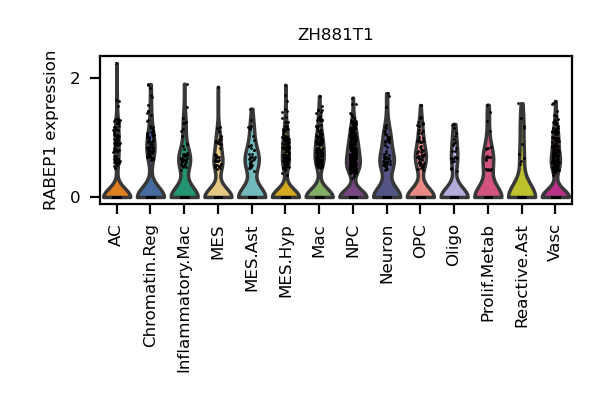 ZH881T1
RABEP1 expression
2
0
AC
Chromatin.Reg
Inflammatory.Mac
MES
MES.Ast
MES.Hyp
Mac
NPC
Neuron
OPC
Oligo
Prolif.Metab
Reactive.Ast
Vasc